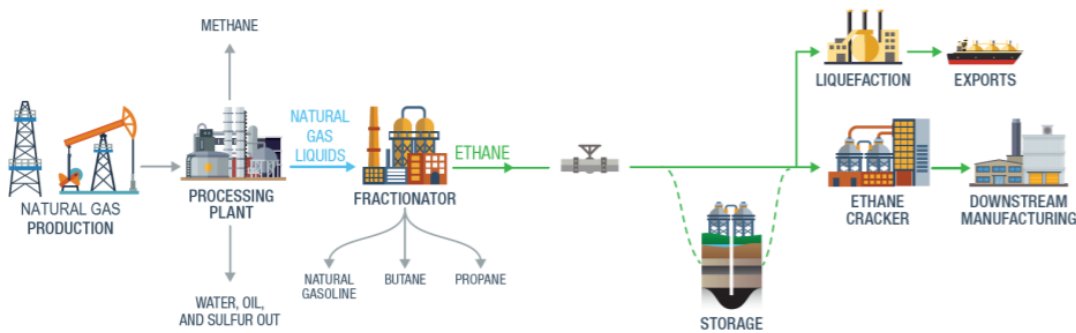 METHANE
NATURAL GAS
PRODUCTION
PROCESSING
PLANT
WATER, OIL,
AND SULFUR OUT
NATURAL
GAS
LIQUIDS
FRACTIONATOR
NATURAL
GASOLINE
BUTANE
PROPANE
ETHANE
STORAGE
LIQUEFACTION
EXPORTS
ETHANE
CRACKER
DOWNSTREAM
MANUFACTURING